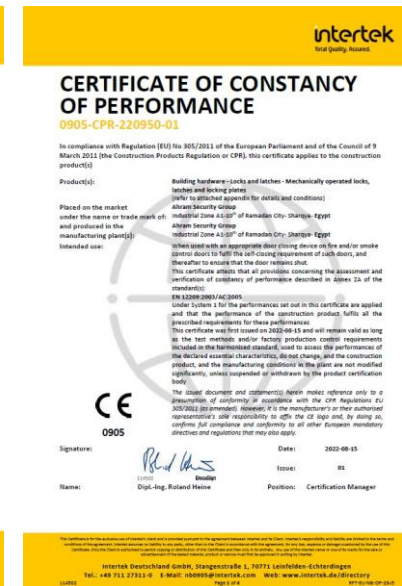 intertek
Total Quality. Assured.
CERTIFICATE OF CONSTANCY
OF PERFORMANCE
0905-CPR-220950-01
In compliance with Regulation (EU) No 305/2011 of the European Parliament and of the Council of 9
March 2011 (the Construction Products Regulation or CPR), this certificate applies to the construction
product(s)
Product(s): Building hardware - Locks and latches - Mechanically operated locks,
latches and locking plates
(refer to attached appendix for details and conditions)
Placed on the market Ahram Security Group
under the name or trade mark of: Industrial Zone A1-10th of Ramadan City- Sharqya- Egypt
and produced in the Ahram Security Group
manufacturing plant(s): Industrial Zone A1-10th of Ramadan City- Sharqya- Egypt
Intended use: When used with an appropriate door closing device on fire and/or smoke
control doors to fulfil the self-closing requirement of such doors, and
thereafter to ensure that the door remains shut.
This certificate attests that all provisions concerning the assessment and
verification of constancy of performance described in Annex ZA of the
standard(s):
EN 12209:2003/AC:2005
Under System 1 for the performances set out in this certificate are applied
and that the performance of the construction product fulfils all the
prescribed requirements for these performances
This certificate was first issued on 2022-08-15 and will remain valid as long
as the test methods and/or factory production control requirements
included in the harmonised standard, used to assess the performances of
the declared essential characteristics, do not change, and the construction
product, and the manufacturing conditions in the plant are not modified
significantly, unless suspended or withdrawn by the product certification
body
The issued document and statement(s) herein makes reference only to a
presumption of conformity in accordance with the CPR Regulations EU
305/2011 (as amended). However, it is the manufacturer's or their authorised
representative's sole responsibility to affix the CE logo and, by doing so,
confirms full compliance and conformity to all other European mandatory
directives and regulations that may also apply.
CE
0905
Signature: Date: 2022-08-15
Issue: 01
Name: Dipl.-Ing. Roland Heine Position: Certification Manager
Intertek Deutschland GmbH, Stangenstraße 1, 70771 Leinfelden-Echterdingen
Tel.: +49 711 27311-0 E-Mail: nb0905@intertek.com Web: www.intertek.de/directory
Page 1 of 4